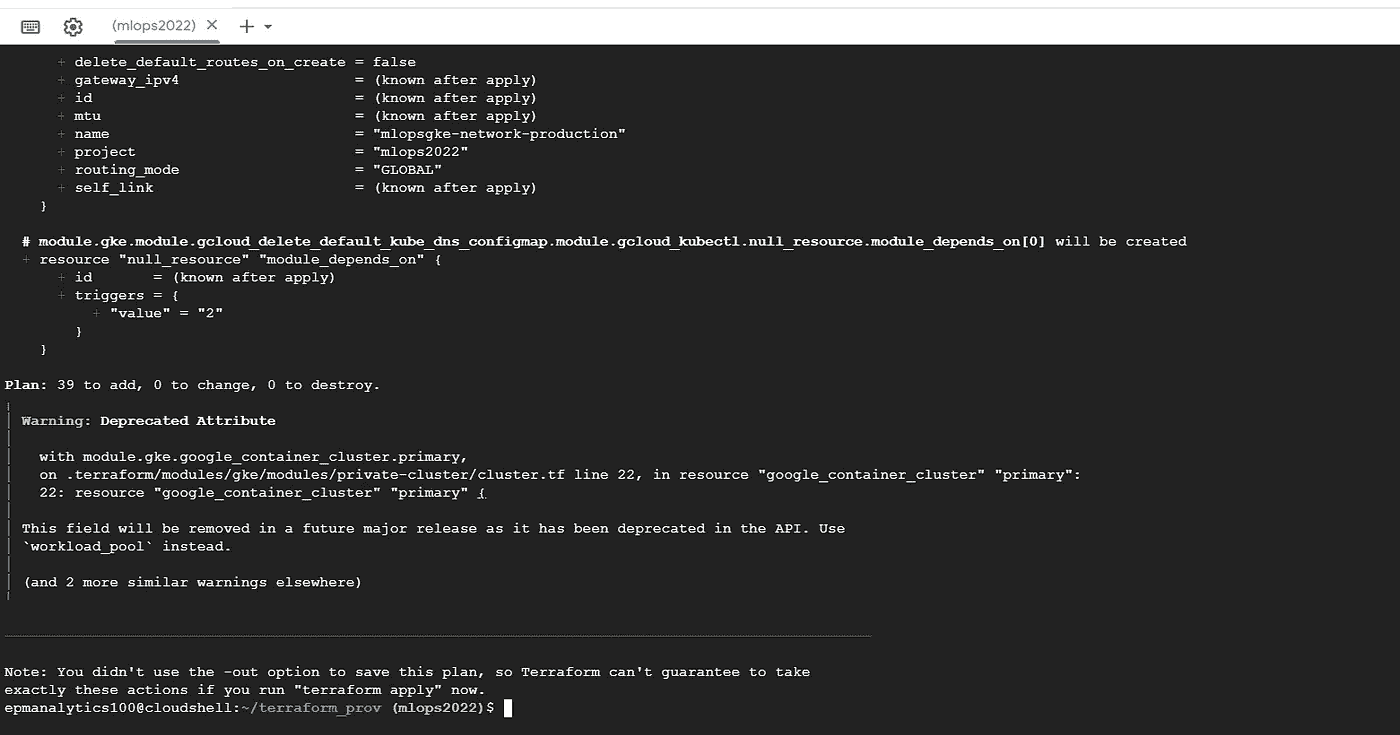 (mlops2022)
+ delete_default_routes_on_create = false
+ gateway_ipv4 = (known after apply)
+ id = (known after apply)
+ mtu = (known after apply)
+ name = "mlopsgke-network-production"
+ project = "mlops2022"
+ routing_mode = "GLOBAL"
+ self_link = (known after apply)
}
# module.gke.module.gcloud_delete_default_kube_dns_configmap.module.gcloud_kubectl.null_resource.module_depends_on[0] will be created
+ resource "null_resource" "module_depends_on" {
+ id = (known after apply)
+ triggers = {
+ "value" = "2"
}
}
Plan: 39 to add, 0 to change, 0 to destroy.
Warning: Deprecated Attribute
with module.gke.google_container_cluster.primary,
on .terraform/modules/gke/modules/private-cluster/cluster.tf line 22, in resource "google_container_cluster" "primary":
22: resource "google_container_cluster" "primary" {
This field will be removed in a future major release as it has been deprecated in the API. Use
`workload_pool` instead.
(and 2 more similar warnings elsewhere)
Note: You didn't use the -out option to save this plan, so Terraform can't guarantee to take
exactly these actions if you run "terraform apply" now.
epmanalytics100@cloudshell:~/terraform_prov (mlops2022)$